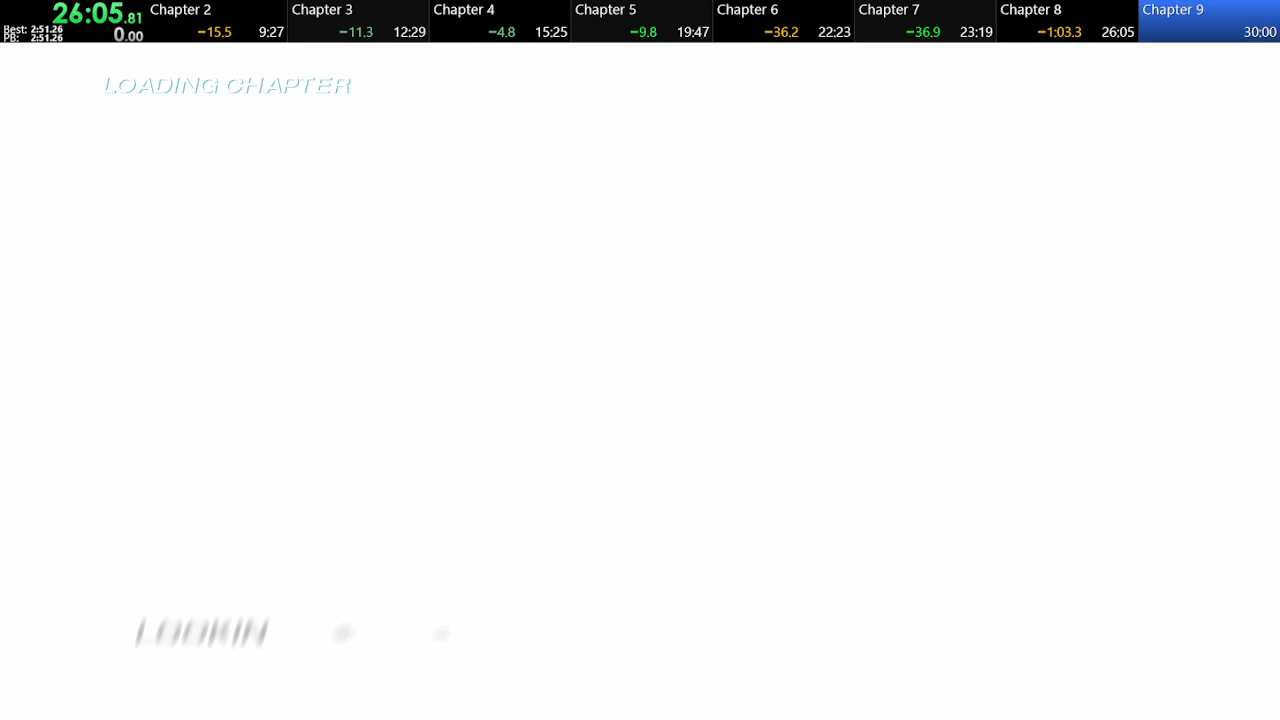 26:05.81
Best: 2:51.26
PB: 2:51.26
0.00
Chapter 2
−15.5 9:27
Chapter 3
−11.3 12:29
Chapter 4
−4.8 15:25
Chapter 5
−9.8 19:47
Chapter 6
−36.2 22:23
Chapter 7
−36.9 23:19
Chapter 8
−1:03.3 26:05
Chapter 9
30:00
LOADING CHAPTER
LOOKIN